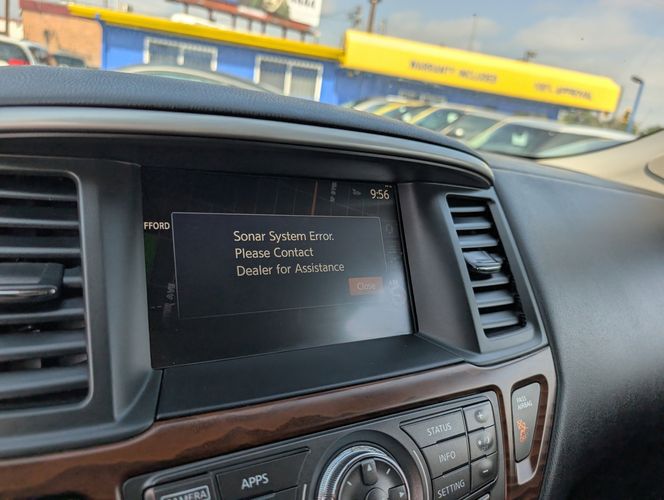 WARRANTY INCLUDED 100% APPROVAL
9:56
FFORD
Sonar System Error.
Please Contact
Dealer for Assistance
Close
PASS
AIRBAG
STATUS
INFO
SETTING
APPS
CAMERA